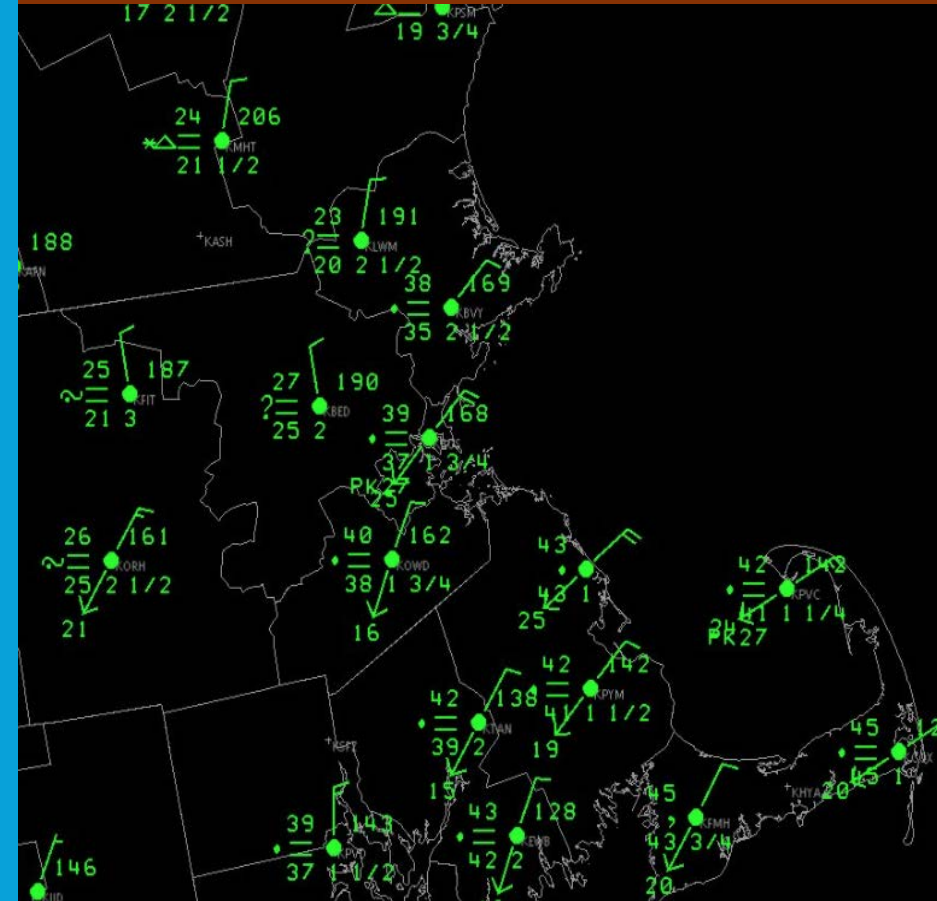 17 2 1/2
KPSM
19 3/4
24 206
KMHT
21 1/2
KASH
188
23 191
KLWM
20 2 1/2
38 169
KBVY
35 2 1/2
25 187
KFIT
21 3
27 190
? KBED
25 2
39 168
37 1 3/4
PK27
25
26 161
KORH
25 2 1/2
21
40 162
KOWD
38 1 3/4
16
43
43 1
25
42 142
KPVC
41 1 1/4
PK27
42 142
KPYM
41 1 1/2
19
42 138
KTAN
39 2
15
45
KFMH
43 3/4
20
KHYA
45
45 1
20
43 128
KEWB
42 2
39 143
37 1 1/2
146